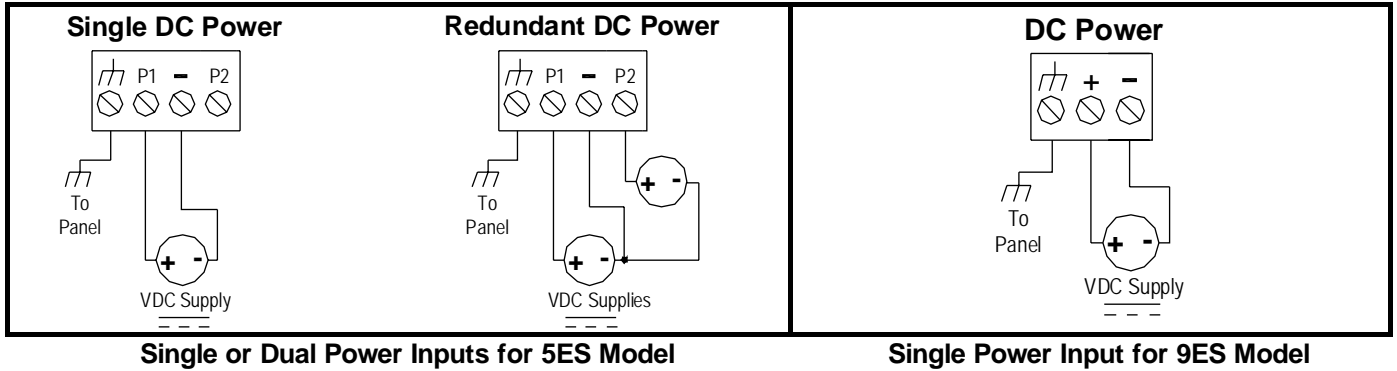 Single DC Power
P1 – P2
To
Panel
+ -
VDC Supply
Redundant DC Power
P1 – P2
+ -
To
Panel
+ -
VDC Supplies
DC Power
+ –
To
Panel
+ -
VDC Supply
Single or Dual Power Inputs for 5ES Model
Single Power Input for 9ES Model